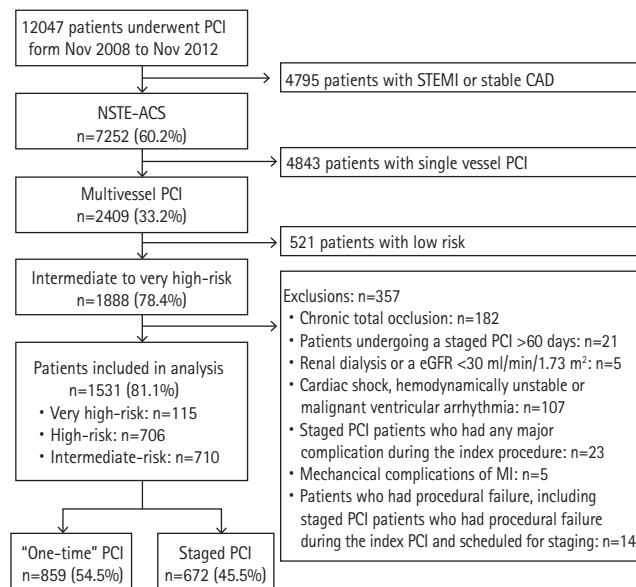 12047 patients underwent PCI
form Nov 2008 to Nov 2012
4795 patients with STEMI or stable CAD
NSTE-ACS
n=7252 (60.2%)
4843 patients with single vessel PCI
Multivessel PCI
n=2409 (33.2%)
521 patients with low risk
Intermediate to very high-risk
n=1888 (78.4%)
Exclusions: n=357
• Chronic total occlusion: n=182
• Patients undergoing a staged PCI >60 days: n=21
• Renal dialysis or a eGFR <30 ml/min/1.73 m²: n=5
• Cardiac shock, hemodynamically unstable or
malignant ventricular arrhythmia: n=107
• Staged PCI patients who had any major
complication during the index procedure: n=23
• Mechancical complications of MI: n=5
• Patients who had procedural failure, including
staged PCI patients who had procedural failure
during the index PCI and scheduled for staging: n=14
Patients included in analysis
n=1531 (81.1%)
• Very high-risk: n=115
• High-risk: n=706
• Intermediate-risk: n=710
"One-time" PCI
n=859 (54.5%)
Staged PCI
n=672 (45.5%)